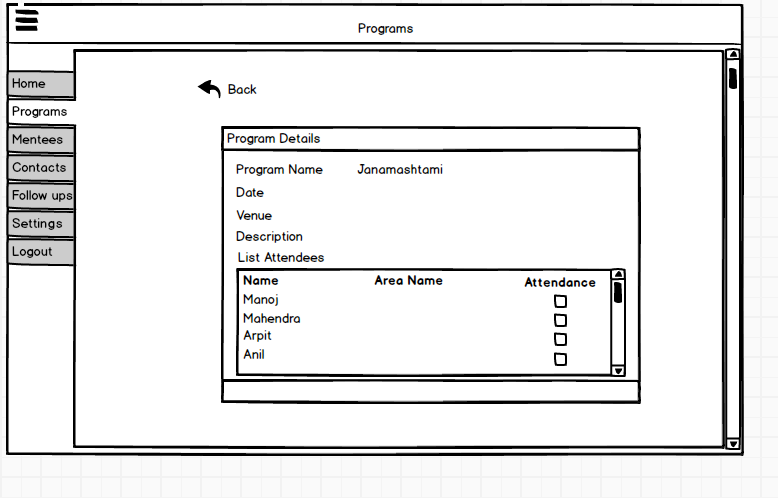 Programs
Home
Programs
Mentees
Contacts
Follow ups
Settings
Logout
Back
Program Details
Program Name Janamashtami
Date
Venue
Description
List Attendees
Name Area Name Attendance
Manoj
Mahendra
Arpit
Anil